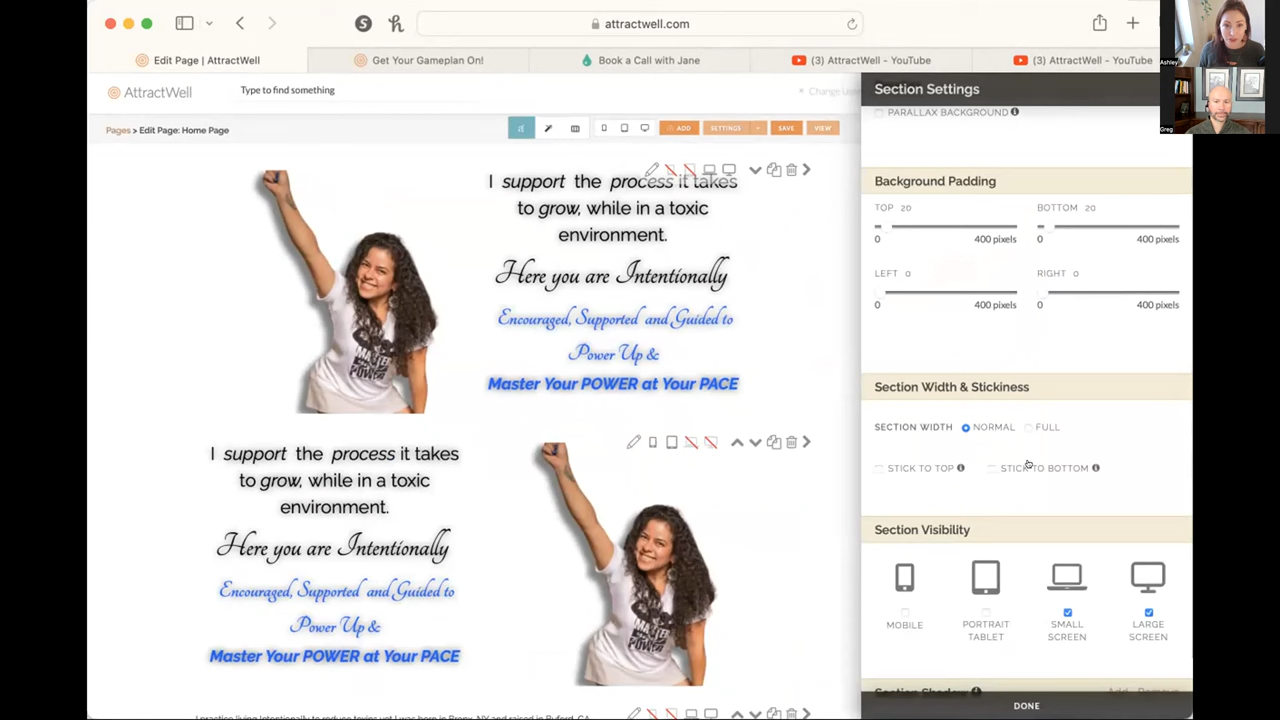 attractwell.com
Edit Page | AttractWell
Get Your Gameplan On!
Book a Call with Jane
(3) AttractWell - YouTube
(3) AttractWell - YouTube
Ashley
Greg
AttractWell
Type to find something
Pages > Edit Page: Home Page
ADD
SETTINGS
SAVE
VIEW
I support the process it takes
to grow, while in a toxic
environment.
Here you are Intentionally
Encouraged, Supported and Guided to
Power Up &
Master Your POWER at Your PACE
I support the process it takes
to grow, while in a toxic
environment.
Here you are Intentionally
Encouraged, Supported and Guided to
Power Up &
Master Your POWER at Your PACE
Section Settings
PARALLAX BACKGROUND
Background Padding
TOP 20
BOTTOM 20
0 400 pixels
0 400 pixels
LEFT 0
RIGHT 0
0 400 pixels
0 400 pixels
Section Width & Stickiness
SECTION WIDTH NORMAL FULL
STICK TO TOP STICK TO BOTTOM
Section Visibility
MOBILE
PORTRAIT
TABLET
SMALL
SCREEN
LARGE
SCREEN
Section Shadow
Add Remove
DONE